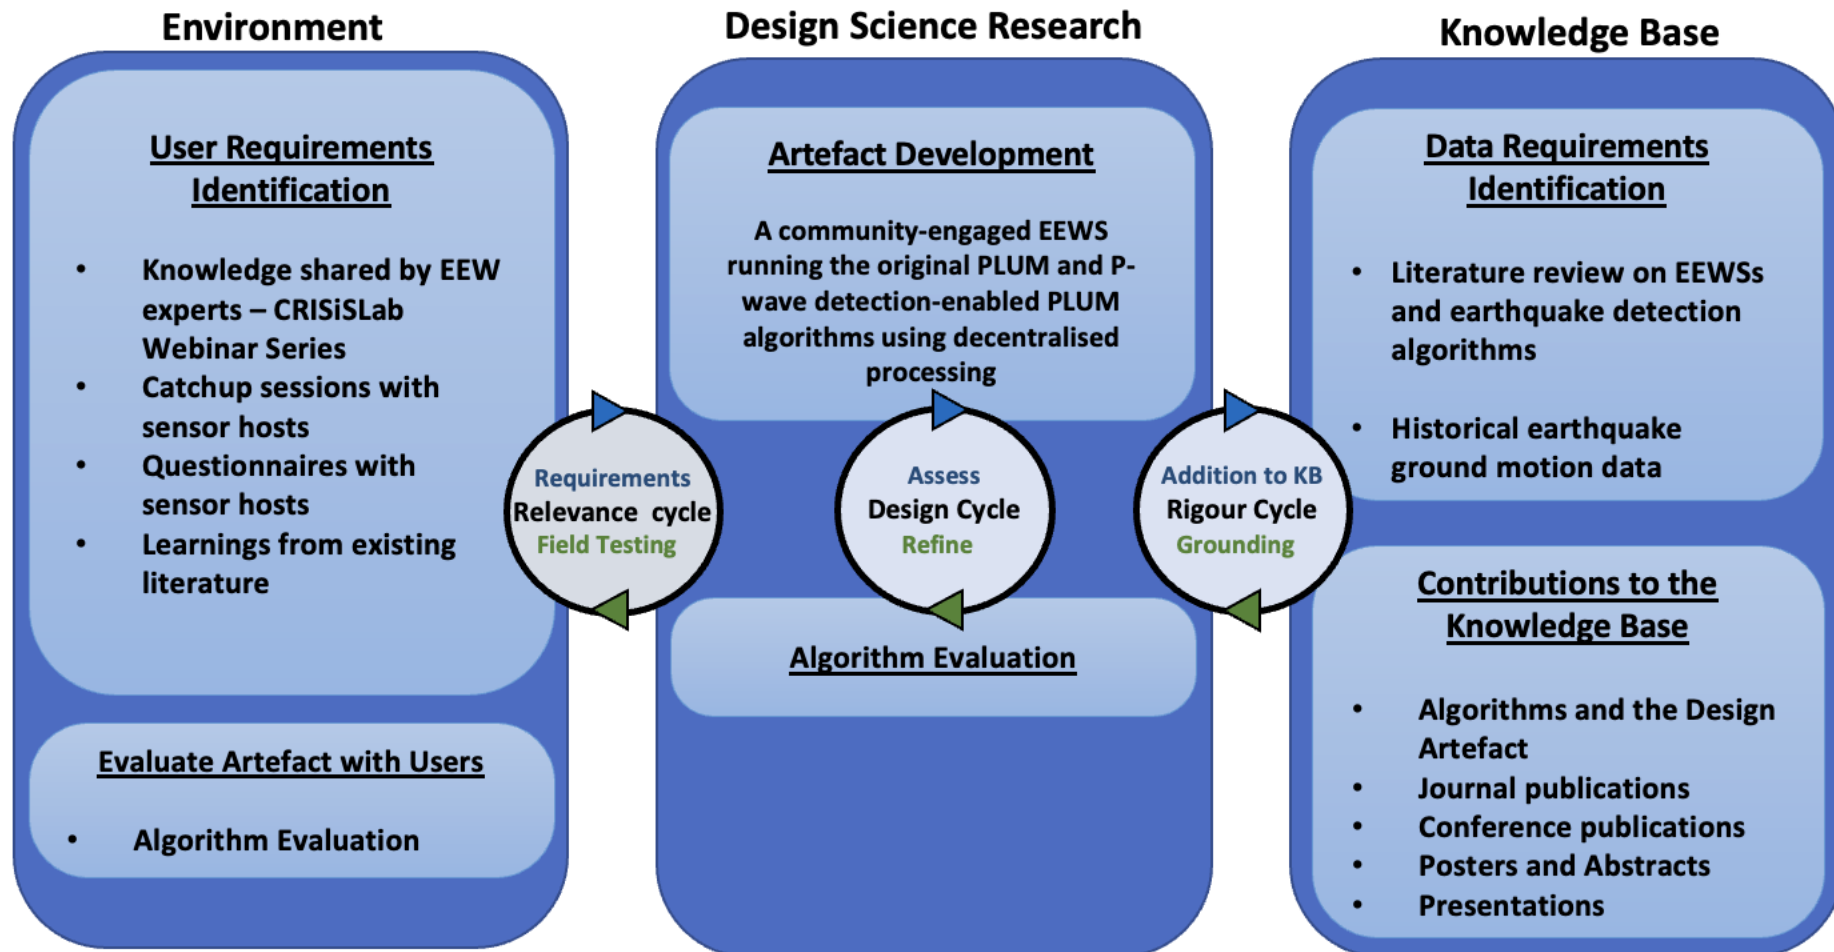 Environment
User Requirements
Identification
• Knowledge shared by EEW
experts – CRISiSLab
Webinar Series
• Catchup sessions with
sensor hosts
• Questionnaires with
sensor hosts
• Learnings from existing
literature
Evaluate Artefact with Users
• Algorithm Evaluation
Requirements
Relevance cycle
Field Testing
Design Science Research
Artefact Development
A community-engaged EEWS
running the original PLUM and P-
wave detection-enabled PLUM
algorithms using decentralised
processing
Assess
Design Cycle
Refine
Algorithm Evaluation
Addition to KB
Rigour Cycle
Grounding
Knowledge Base
Data Requirements
Identification
• Literature review on EEWSs
and earthquake detection
algorithms
• Historical earthquake
ground motion data
Contributions to the
Knowledge Base
• Algorithms and the Design
Artefact
• Journal publications
• Conference publications
• Posters and Abstracts
• Presentations